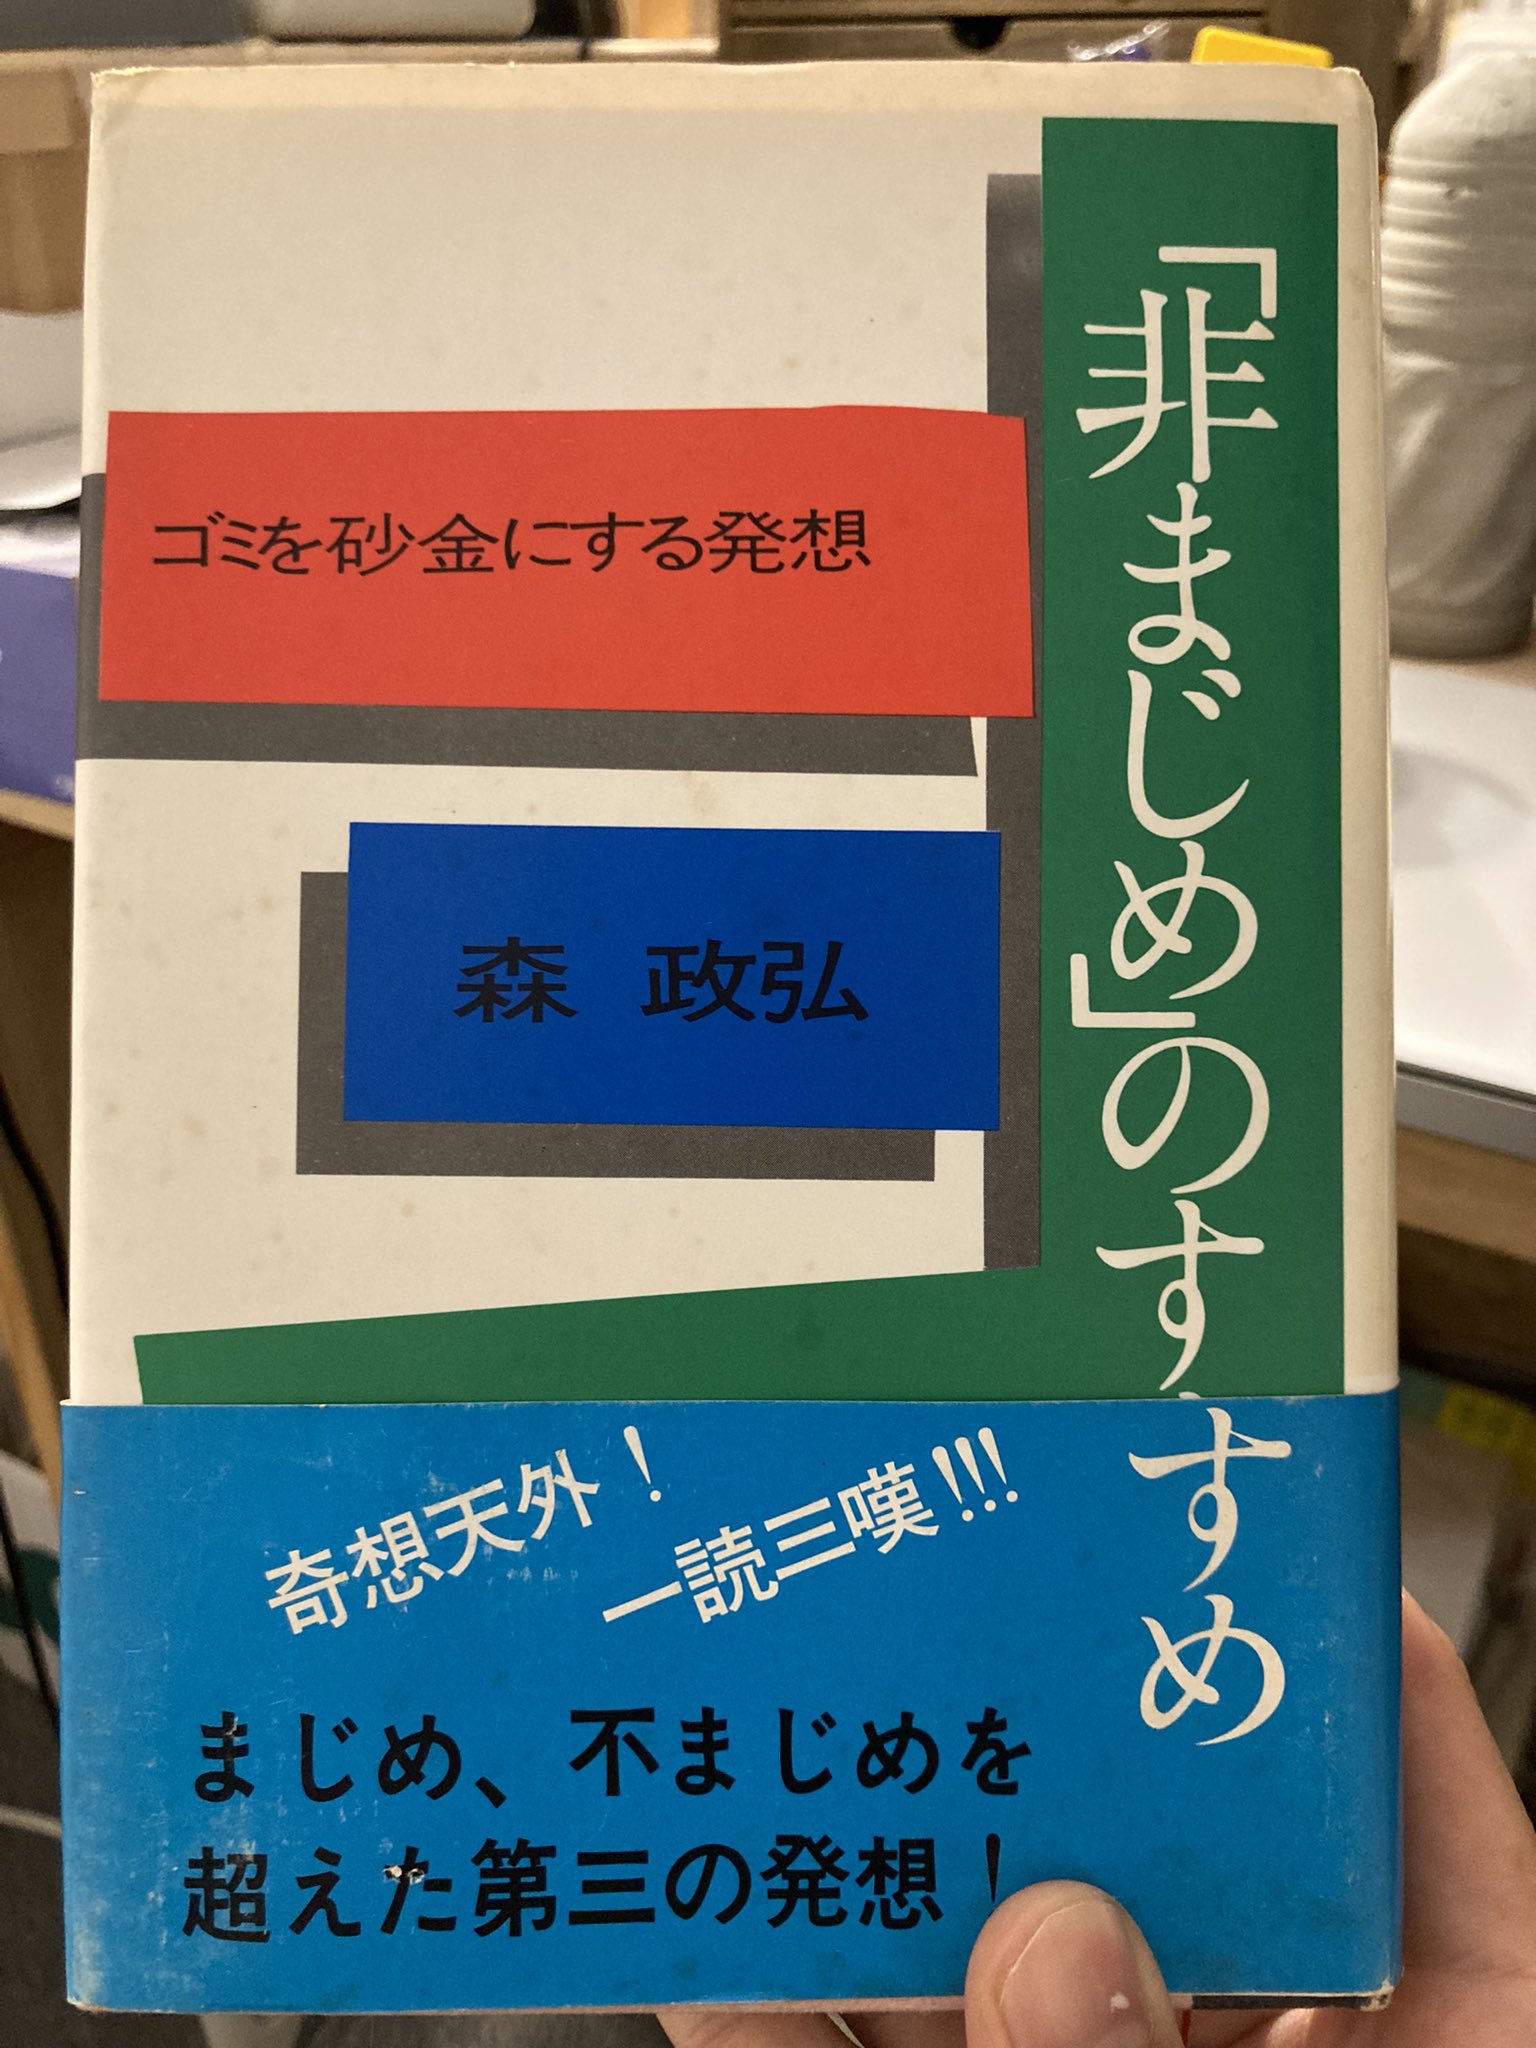 「非まじめ」のすすめ
ゴミを砂金にする発想
森 政弘
奇想天外!
一読三嘆!!!
まじめ、不まじめを
超えた第三の発想!